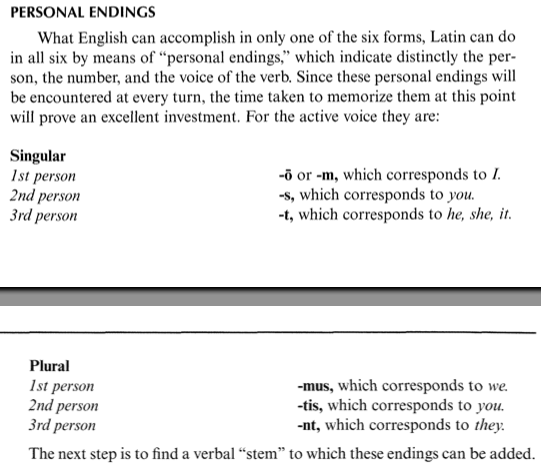 PERSONAL ENDINGS
What English can accomplish in only one of the six forms, Latin can do
in all six by means of “personal endings,” which indicate distinctly the per-
son, the number, and the voice of the verb. Since these personal endings will
be encountered at every turn, the time taken to memorize them at this point
will prove an excellent investment. For the active voice they are:
Singular
1st person -ō or -m, which corresponds to I.
2nd person -s, which corresponds to you.
3rd person -t, which corresponds to he, she, it.
Plural
1st person -mus, which corresponds to we.
2nd person -tis, which corresponds to you.
3rd person -nt, which corresponds to they.
The next step is to find a verbal “stem” to which these endings can be added.